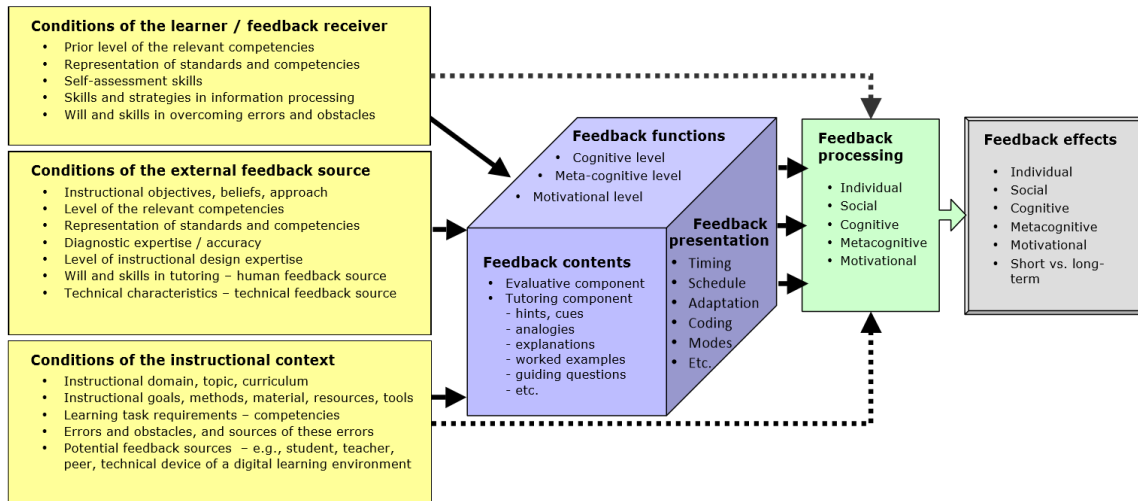 Conditions of the learner / feedback receiver
• Prior level of the relevant competencies
• Representation of standards and competencies
• Self-assessment skills
• Skills and strategies in information processing
• Will and skills in overcoming errors and obstacles
Conditions of the external feedback source
• Instructional objectives, beliefs, approach
• Level of the relevant competencies
• Representation of standards and competencies
• Diagnostic expertise / accuracy
• Level of instructional design expertise
• Will and skills in tutoring – human feedback source
• Technical characteristics – technical feedback source
Conditions of the instructional context
• Instructional domain, topic, curriculum
• Instructional goals, methods, material, resources, tools
• Learning task requirements – competencies
• Errors and obstacles, and sources of these errors
• Potential feedback sources – e.g., student, teacher,
peer, technical device of a digital learning environment
Feedback functions
• Cognitive level
• Meta-cognitive level
• Motivational level
Feedback contents
• Evaluative component
• Tutoring component
- hints, cues
- analogies
- explanations
- worked examples
- guiding questions
- etc.
Feedback
presentation
• Timing
• Schedule
• Adaptation
• Coding
• Modes
• Etc.
Feedback
processing
• Individual
• Social
• Cognitive
• Metacognitive
• Motivational
Feedback effects
• Individual
• Social
• Cognitive
• Metacognitive
• Motivational
• Short vs. long-
term